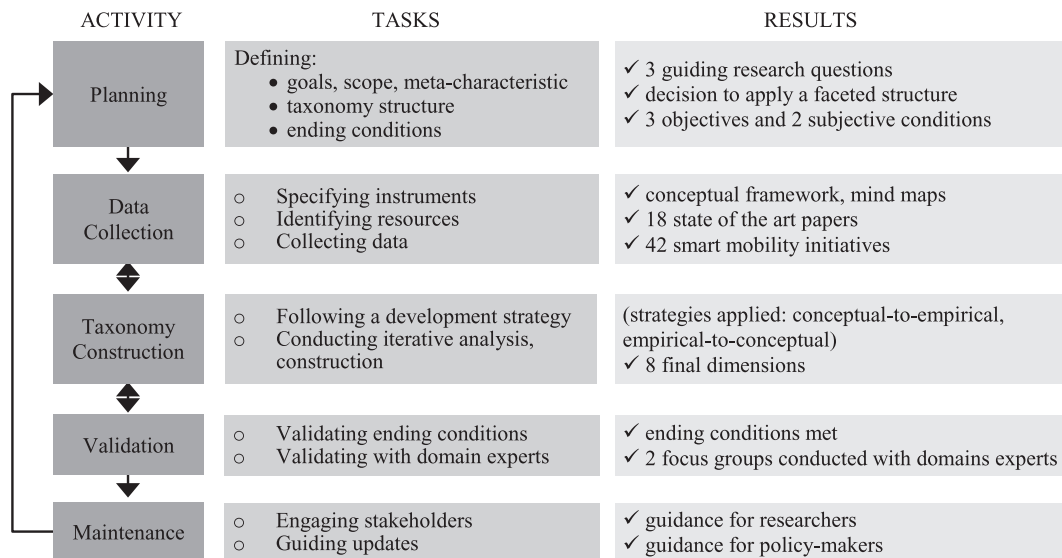 ACTIVITY
TASKS
RESULTS
Planning
Defining:
• goals, scope, meta-characteristic
• taxonomy structure
• ending conditions
✓ 3 guiding research questions
✓ decision to apply a faceted structure
✓ 3 objectives and 2 subjective conditions
Data
Collection
○ Specifying instruments
○ Identifying resources
○ Collecting data
✓ conceptual framework, mind maps
✓ 18 state of the art papers
✓ 42 smart mobility initiatives
Taxonomy
Construction
○ Following a development strategy
○ Conducting iterative analysis,
construction
(strategies applied: conceptual-to-empirical,
empirical-to-conceptual)
✓ 8 final dimensions
Validation
○ Validating ending conditions
○ Validating with domain experts
✓ ending conditions met
✓ 2 focus groups conducted with domains experts
Maintenance
○ Engaging stakeholders
○ Guiding updates
✓ guidance for researchers
✓ guidance for policy-makers